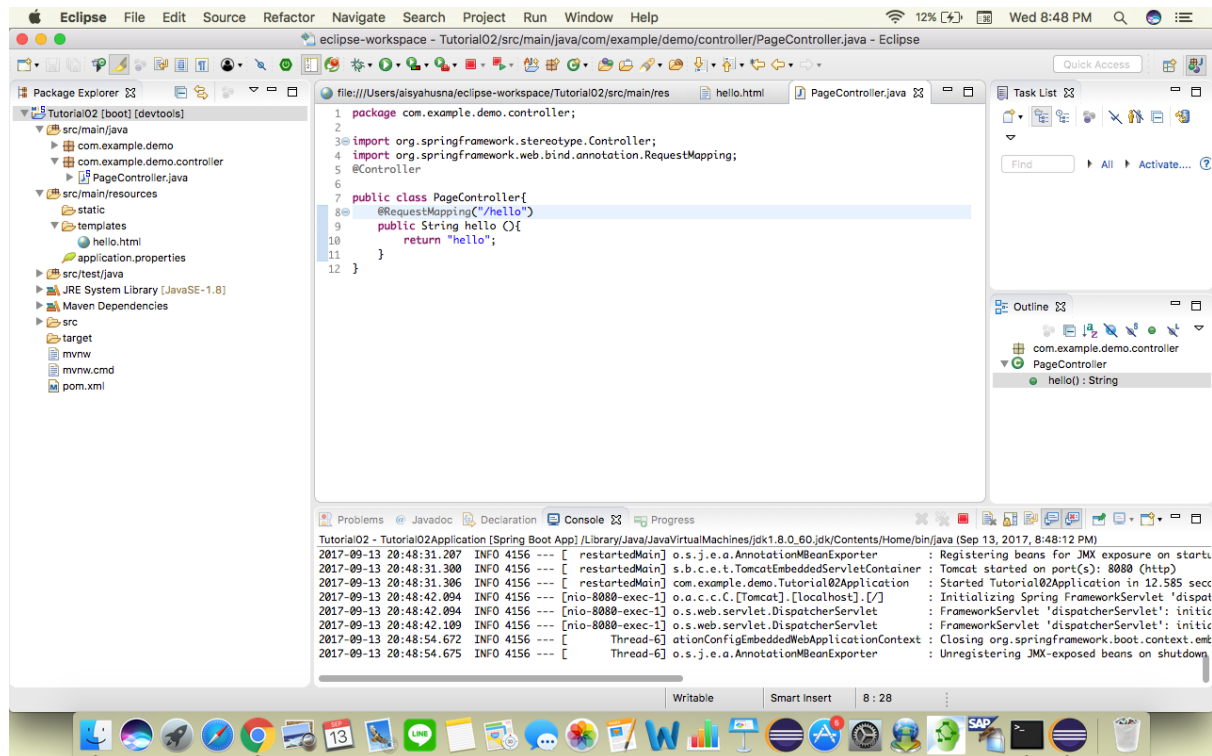 Eclipse File Edit Source Refactor Navigate Search Project Run Window Help 12% Wed 8:48 PM
eclipse-workspace - Tutorial02/src/main/java/com/example/demo/controller/PageController.java - Eclipse
Quick Access
Package Explorer
Tutorial02 [boot] [devtools]
src/main/java
com.example.demo
com.example.demo.controller
PageController.java
src/main/resources
static
templates
hello.html
application.properties
src/test/java
JRE System Library [JavaSE-1.8]
Maven Dependencies
src
target
mvnw
mvnw.cmd
pom.xml
file:///Users/aisyahusna/eclipse-workspace/Tutorial02/src/main/res hello.html PageController.java
1 package com.example.demo.controller;
2
3 import org.springframework.stereotype.Controller;
4 import org.springframework.web.bind.annotation.RequestMapping;
5 @Controller
6
7 public class PageController{
8 @RequestMapping("/hello")
9 public String hello (){
10 return "hello";
11 }
12 }
Task List
Find All Activate....
Outline
com.example.demo.controller
PageController
hello() : String
Problems Javadoc Declaration Console Progress
Tutorial02 - Tutorial02Application [Spring Boot App] /Library/Java/JavaVirtualMachines/jdk1.8.0_60.jdk/Contents/Home/bin/java (Sep 13, 2017, 8:48:12 PM)
2017-09-13 20:48:31.207 INFO 4156 --- [ restartedMain] o.s.j.e.a.AnnotationMBeanExporter : Registering beans for JMX exposure on startu
2017-09-13 20:48:31.300 INFO 4156 --- [ restartedMain] s.b.c.e.t.TomcatEmbeddedServletContainer : Tomcat started on port(s): 8080 (http)
2017-09-13 20:48:31.306 INFO 4156 --- [ restartedMain] com.example.demo.Tutorial02Application : Started Tutorial02Application in 12.585 secc
2017-09-13 20:48:42.094 INFO 4156 --- [nio-8080-exec-1] o.a.c.c.C.[Tomcat].[localhost].[/] : Initializing Spring FrameworkServlet 'dispat
2017-09-13 20:48:42.094 INFO 4156 --- [nio-8080-exec-1] o.s.web.servlet.DispatcherServlet : FrameworkServlet 'dispatcherServlet': initic
2017-09-13 20:48:42.109 INFO 4156 --- [nio-8080-exec-1] o.s.web.servlet.DispatcherServlet : FrameworkServlet 'dispatcherServlet': initic
2017-09-13 20:48:54.672 INFO 4156 --- [ Thread-6] ationConfigEmbeddedWebApplicationContext : Closing org.springframework.boot.context.emb
2017-09-13 20:48:54.675 INFO 4156 --- [ Thread-6] o.s.j.e.a.AnnotationMBeanExporter : Unregistering JMX-exposed beans on shutdown
Writable Smart Insert 8 : 28
SEP
13
LINE
SAP